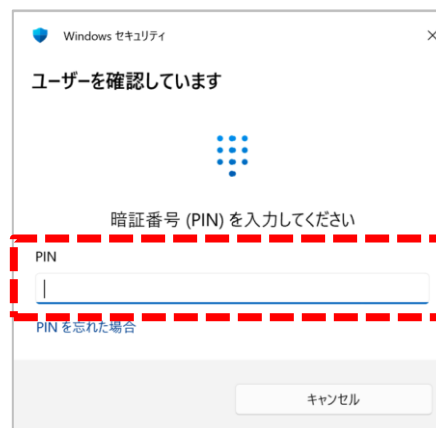 Windows セキュリティ
ユーザーを確認しています
暗証番号 (PIN) を入力してください
PIN
PIN を忘れた場合
キャンセル